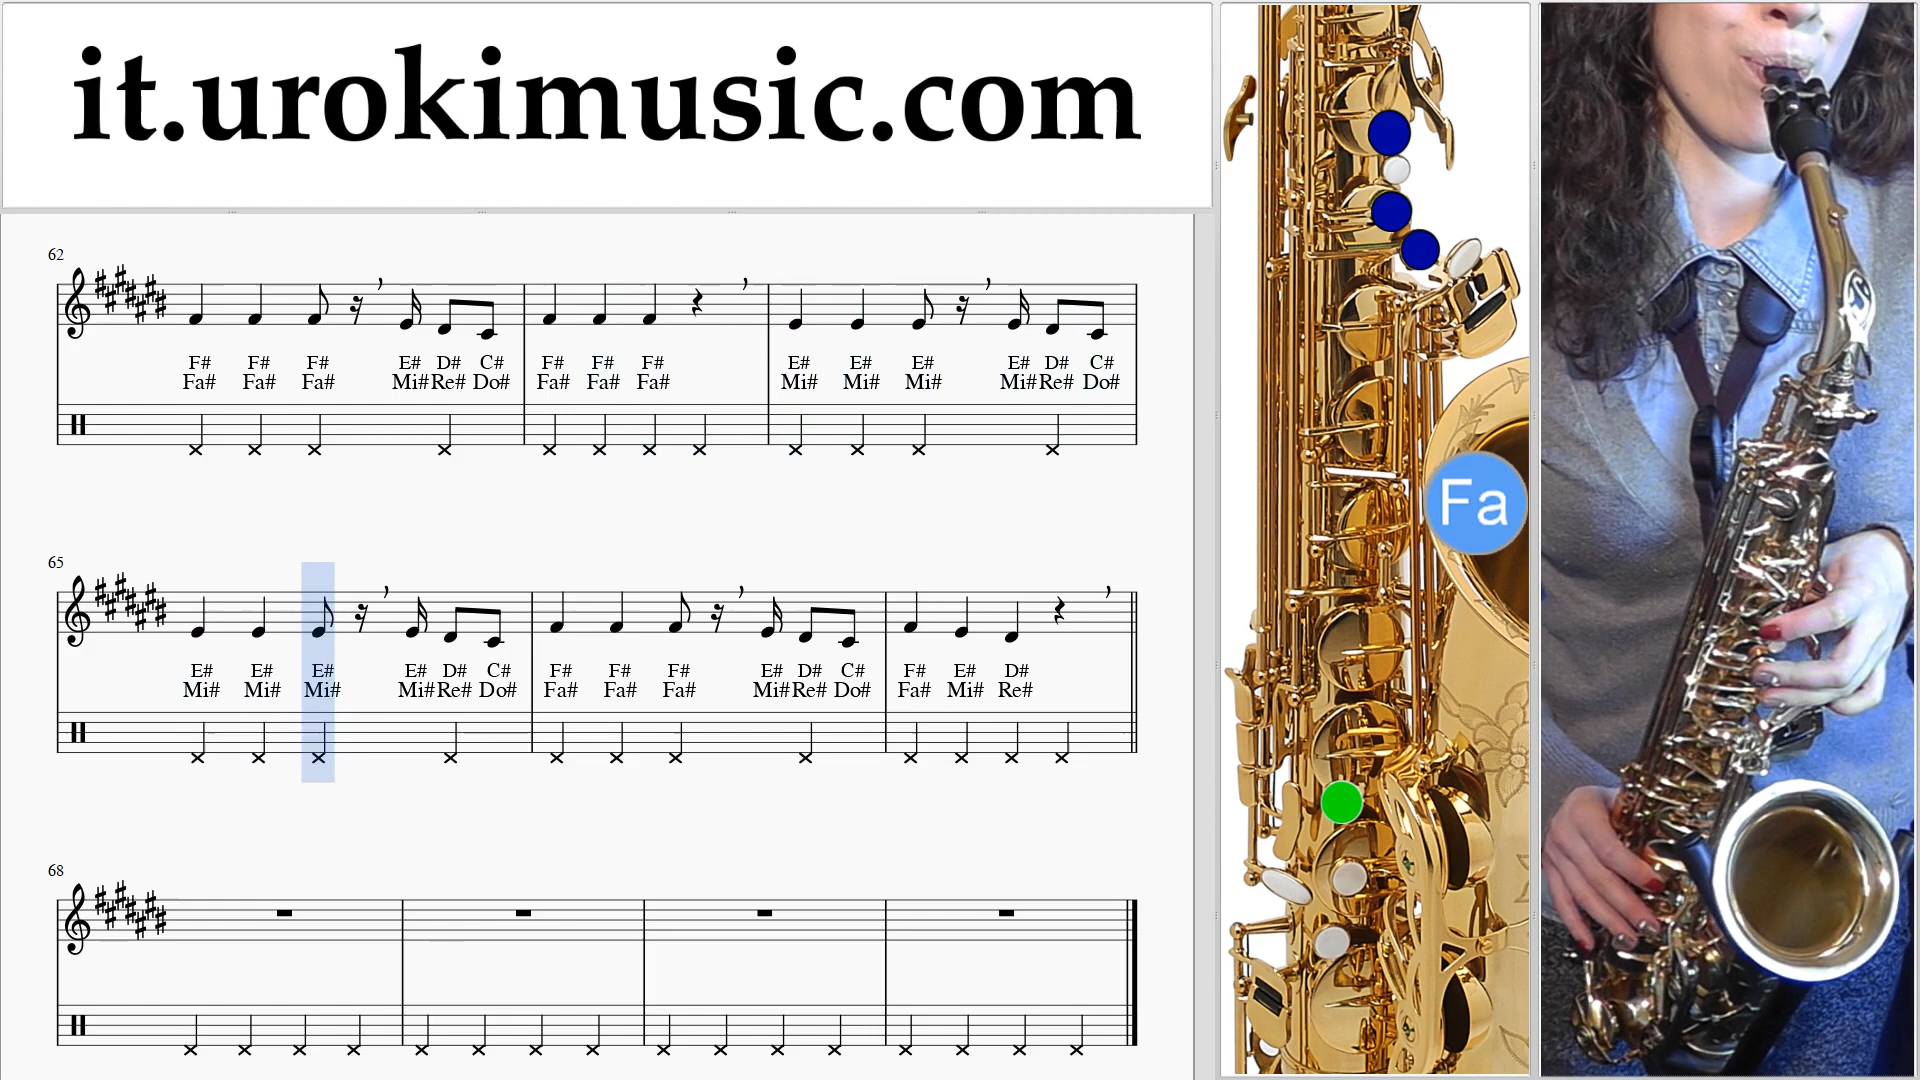 it.urokimusic.com
62
F# F# F# E# D# C# F# F# F# E# E# E# E# D# C#
Fa# Fa# Fa# Mi# Re# Do# Fa# Fa# Fa# Mi# Mi# Mi# Mi# Re# Do#
65
E# E# E# E# D# C# F# F# F# E# D# C# F# E# D#
Mi# Mi# Mi# Mi# Re# Do# Fa# Fa# Fa# Mi# Re# Do# Fa# Mi# Re#
68
Fa